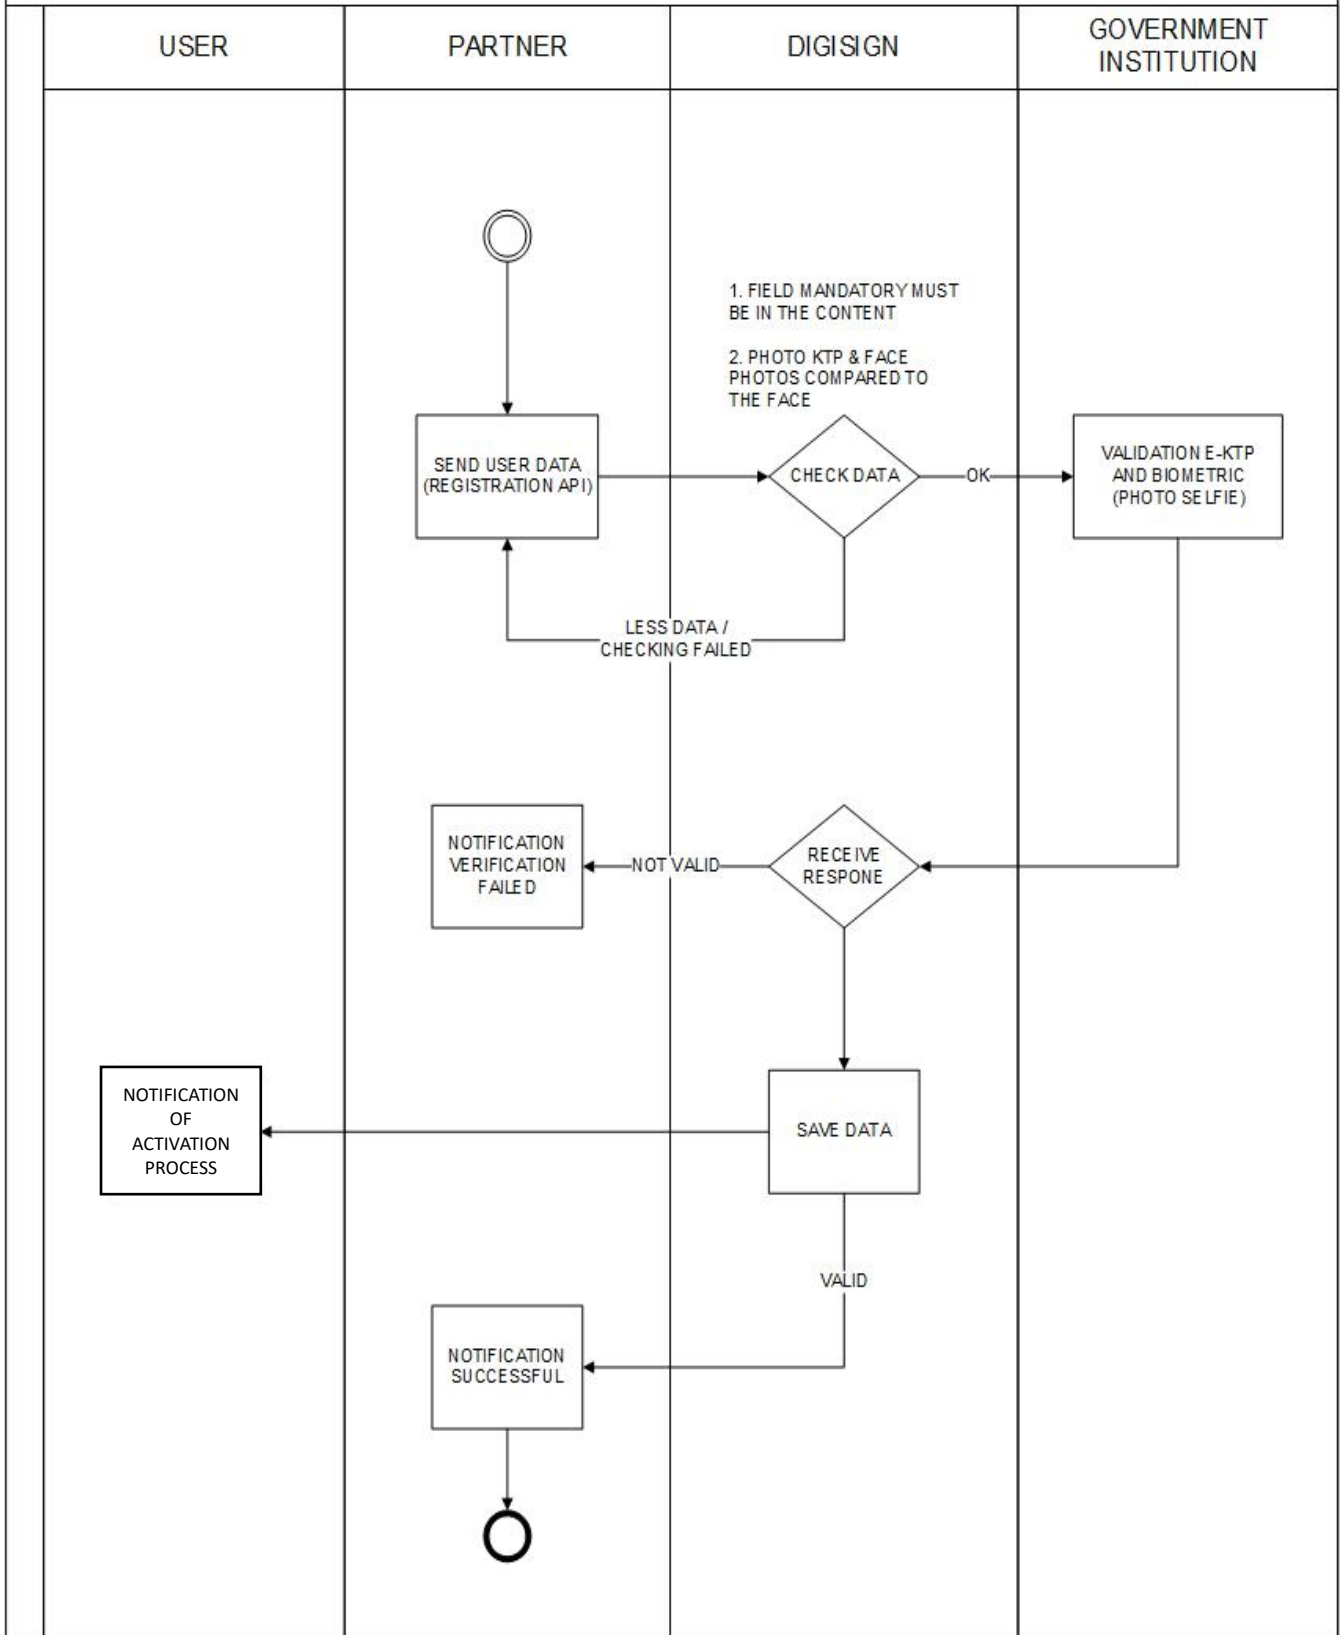 USER
PARTNER
DIGISIGN
GOVERNMENT
INSTITUTION
1. FIELD MANDATORY MUST
BE IN THE CONTENT
2. PHOTO KTP & FACE
PHOTOS COMPARED TO
THE FACE
SEND USER DATA
(REGISTRATION API)
CHECK DATA
OK
VALIDATION E-KTP
AND BIOMETRIC
(PHOTO SELFIE)
LESS DATA /
CHECKING FAILED
NOTIFICATION
VERIFICATION
FAILED
NOT VALID
RECEIVE
RESPONE
NOTIFICATION
OF
ACTIVATION
PROCESS
SAVE DATA
VALID
NOTIFICATION
SUCCESSFUL